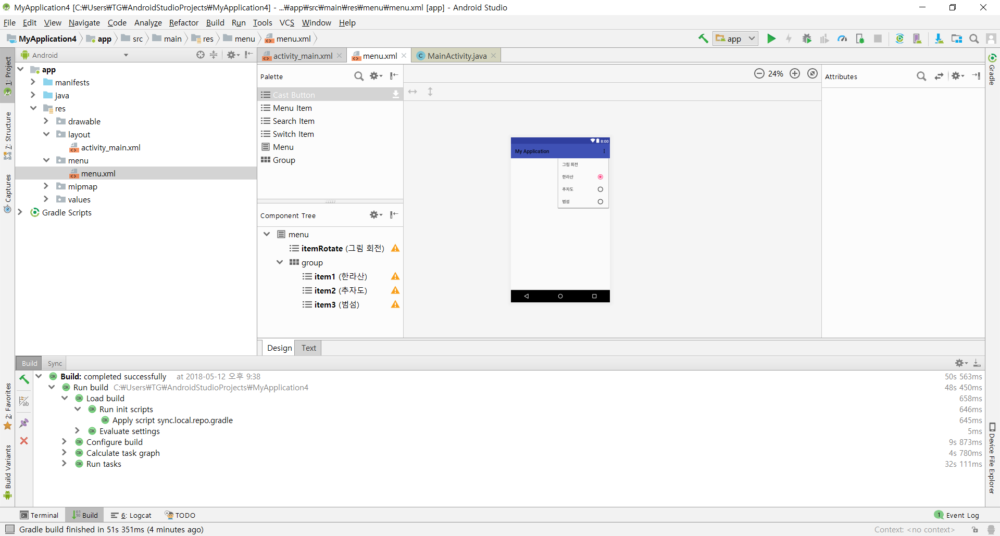 MyApplication4 [C:₩Users₩TG₩AndroidStudioProjects₩MyApplication4] - ...₩app₩src₩main₩res₩menu₩menu.xml [app] - Android Studio
File Edit View Navigate Code Analyze Refactor Build Run Tools VCS Window Help
MyApplication4 app src main res menu menu.xml
app
1: Project
7: Structure
Captures
2: Favorites
Build Variants
Android
app
manifests
java
res
drawable
layout
activity_main.xml
menu
menu.xml
mipmap
values
Gradle Scripts
activity_main.xml menu.xml MainActivity.java
Palette
Cast Button
Menu Item
Search Item
Switch Item
Menu
Group
Component Tree
menu
itemRotate (그림 회전)
group
item1 (한라산)
item2 (추자도)
item3 (범섬)
24%
8:00
My Application
그림 회전
한라산
추자도
범섬
Attributes
Gradle
Device File Explorer
Design Text
Build Sync
Build: completed successfully at 2018-05-12 오후 9:38 50s 563ms
Run build C:₩Users₩TG₩AndroidStudioProjects₩MyApplication4 48s 450ms
Load build 658ms
Run init scripts 646ms
Apply script sync.local.repo.gradle 645ms
Evaluate settings 5ms
Configure build 9s 873ms
Calculate task graph 4s 780ms
Run tasks 32s 111ms
Terminal Build 6: Logcat TODO 1 Event Log
Gradle build finished in 51s 351ms (4 minutes ago) Context: <no context>